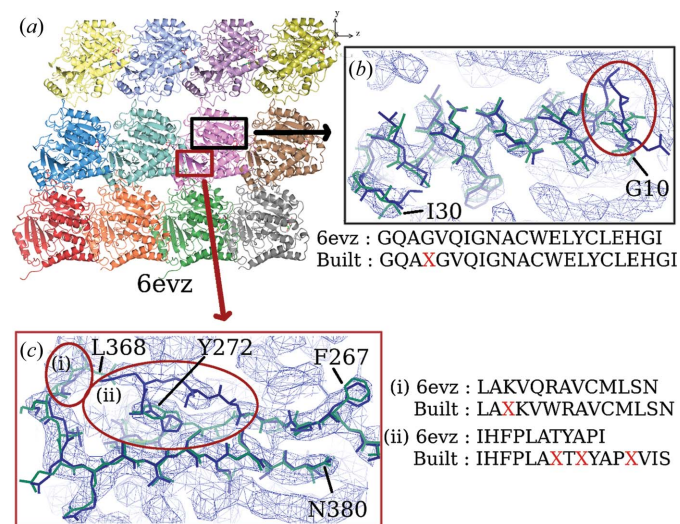 (a)
y
z
x
(b)
G10
I30
6evz : GQAGVQIGNACWELYCLEHGI
Built : GQAXGVQIGNACWELYCLEHGI
6evz
(c)
(i)
L368
Y272
F267
(ii)
N380
(i) 6evz : LAKVQRAVCMLSN
Built : LAXKVWRAVCMLSN
(ii) 6evz : IHFPLATYAPI
Built : IHFPLAXTXYAPXVIS